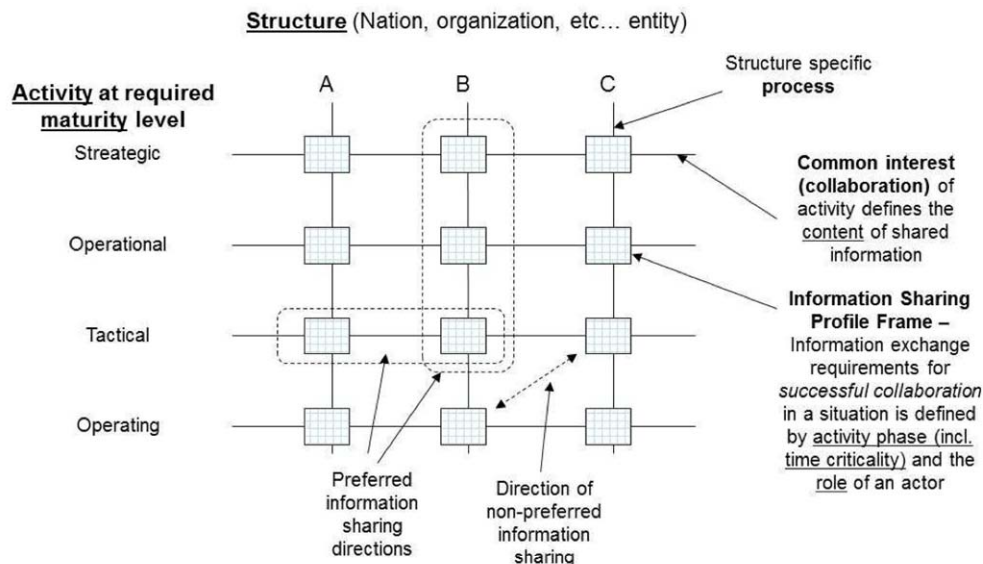 Structure (Nation, organization, etc... entity)
Activity at required
maturity level
A
B
C
Structure specific
process
Streategic
Common interest
(collaboration) of
activity defines the
content of shared
information
Operational
Information Sharing
Profile Frame –
Information exchange
requirements for
successful collaboration
in a situation is defined
by activity phase (incl.
time criticality) and the
role of an actor
Tactical
Operating
Preferred
information
sharing
directions
Direction of
non-preferred
information
sharing